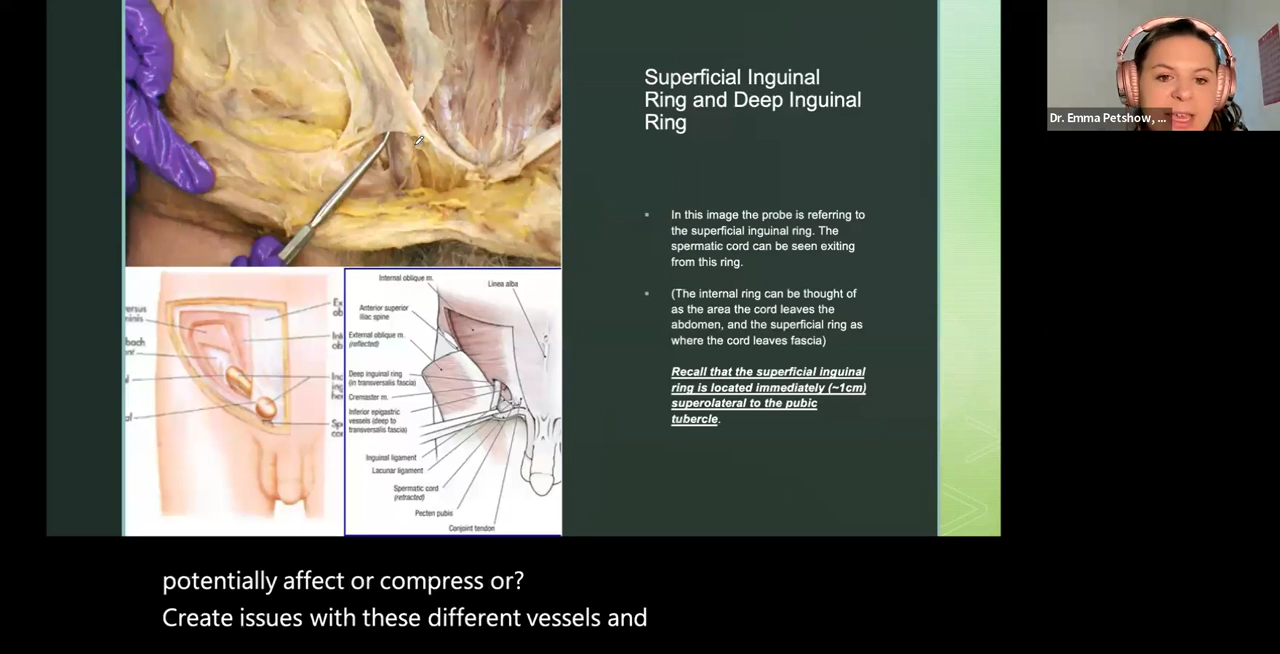 Superficial Inguinal
Ring and Deep Inguinal
Ring
Dr. Emma Petshow, ...
In this image the probe is referring to
the superficial inguinal ring. The
spermatic cord can be seen exiting
from this ring.
(The internal ring can be thought of
as the area the cord leaves the
abdomen, and the superficial ring as
where the cord leaves fascia)
Recall that the superficial inguinal
ring is located immediately (~1cm)
superolateral to the pubic
tubercle.
Internal oblique m.
Linea alba
Anterior superior
iliac spine
External oblique m.
(reflected)
Deep inguinal ring
(in transversalis fascia)
Cremaster m.
Inferior epigastric
vessels (deep to
transversalis fascia)
Inguinal ligament
Lacunar ligament
Spermatic cord
(retracted)
Pecten pubis
Conjoint tendon
potentially affect or compress or?
Create issues with these different vessels and